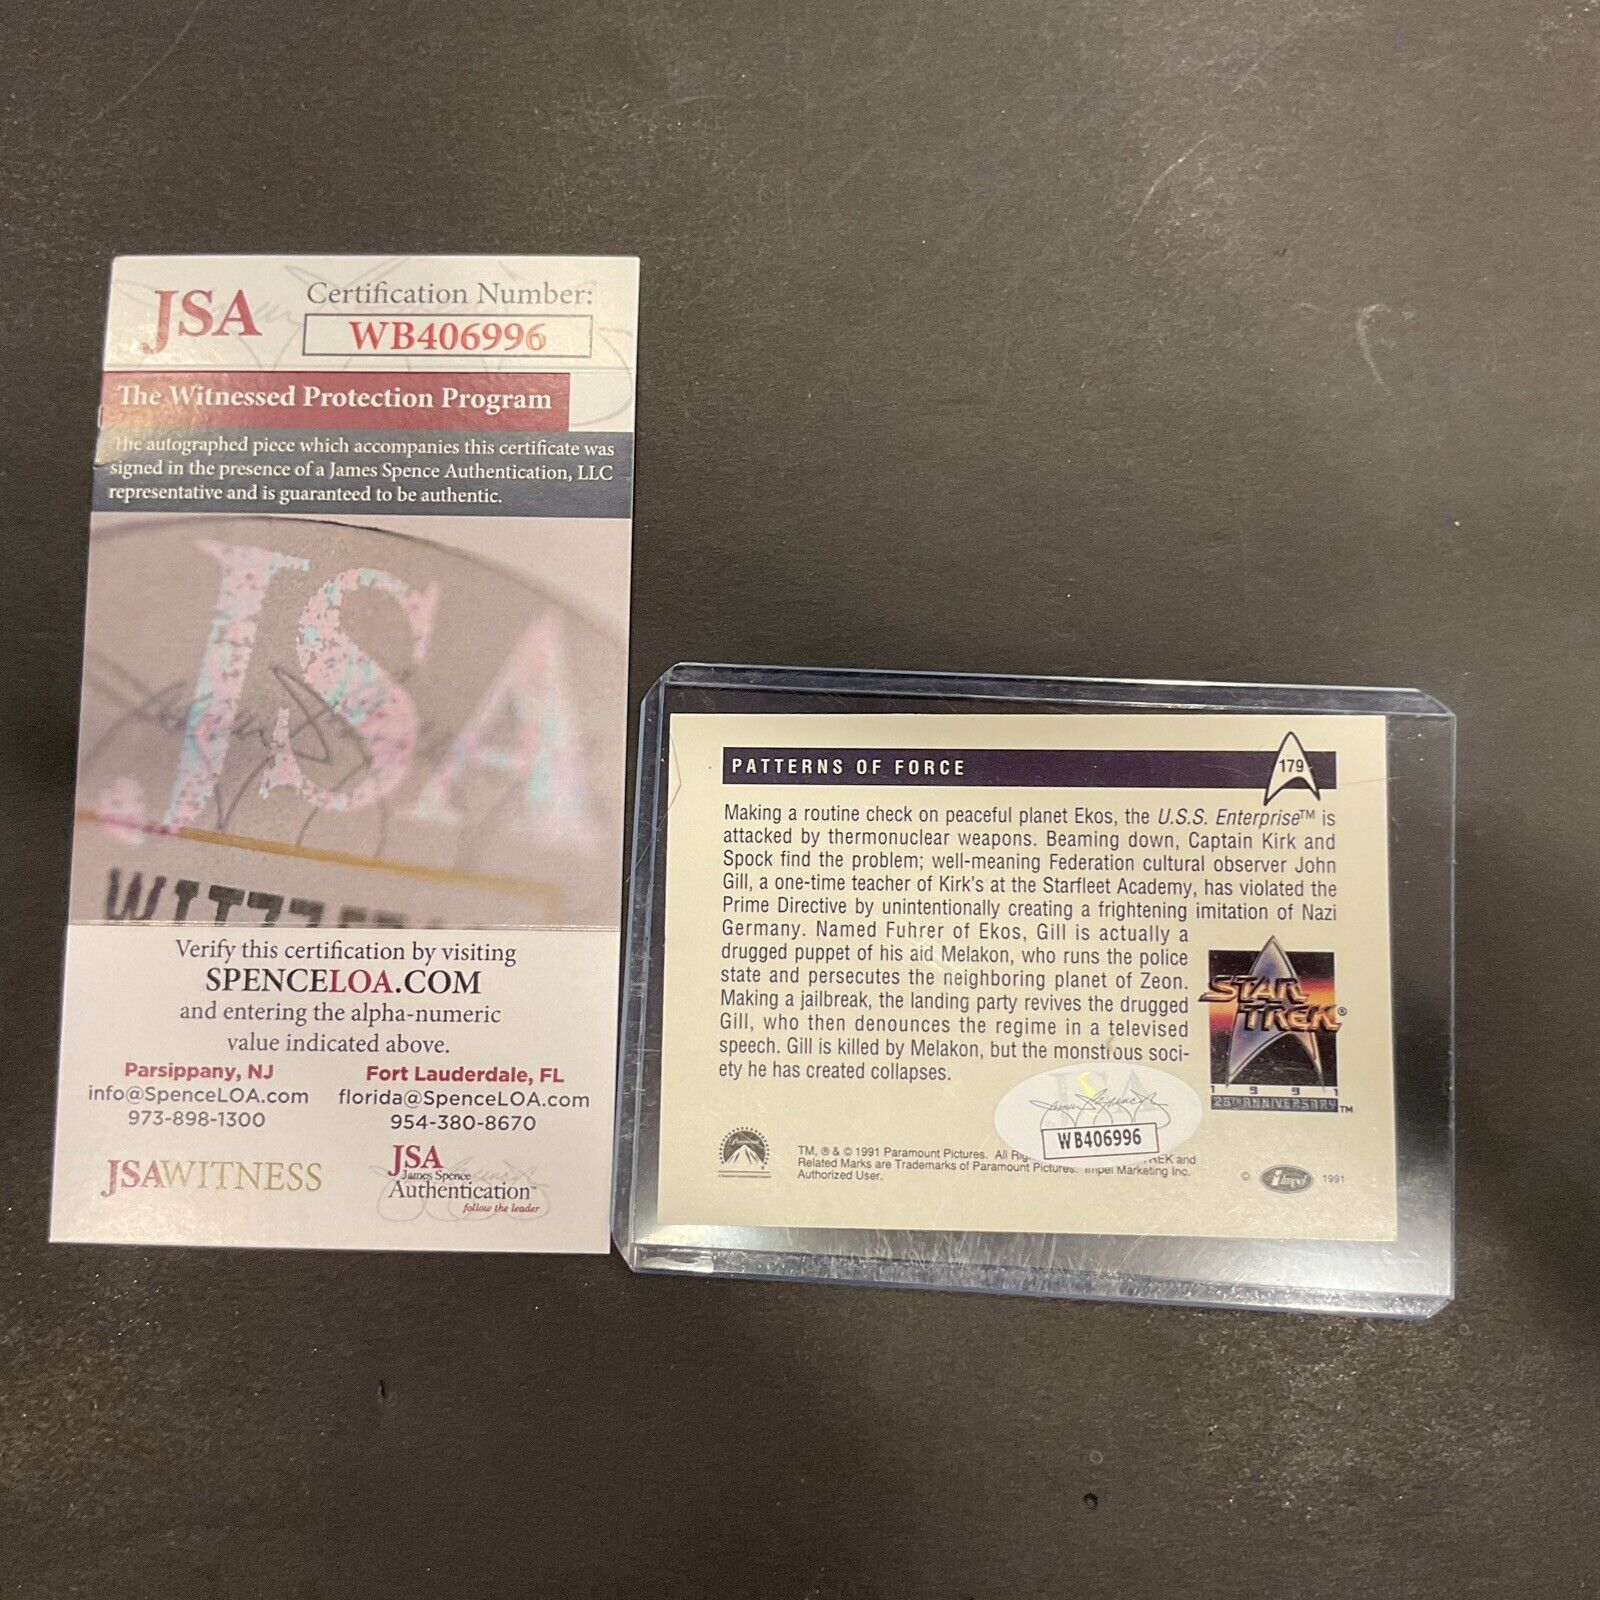 JSA
Certification Number:
WB406996
The Witnessed Protection Program
The autographed piece which accompanies this certificate was
signed in the presence of a James Spence Authentication, LLC
representative and is guaranteed to be authentic.
JSA
Verify this certification by visiting
SPENCELOA.COM
and entering the alpha-numeric
value indicated above.
Parsippany, NJ
info@SpenceLOA.com
973-898-1300
Fort Lauderdale, FL
florida@SpenceLOA.com
954-380-8670
JSAWITNESS
JSA
James Spence
Authentication
follow the leader
PATTERNS OF FORCE
179
Making a routine check on peaceful planet Ekos, the U.S.S. Enterprise™ is
attacked by thermonuclear weapons. Beaming down, Captain Kirk and
Spock find the problem; well-meaning Federation cultural observer John
Gill, a one-time teacher of Kirk's at the Starfleet Academy, has violated the
Prime Directive by unintentionally creating a frightening imitation of Nazi
Germany. Named Fuhrer of Ekos, Gill is actually a
drugged puppet of his aid Melakon, who runs the police
state and persecutes the neighboring planet of Zeon.
Making a jailbreak, the landing party revives the drugged
Gill, who then denounces the regime in a televised
speech. Gill is killed by Melakon, but the monstrous soci-
ety he has created collapses.
STAR
TREK®
1991
25TH ANNIVERSARY™
WB406996
TM, ® & © 1991 Paramount Pictures. All and
Related Marks are Trademarks of Paramount Pictures. Impel Marketing Inc.
Authorized User.
© Impel 1991